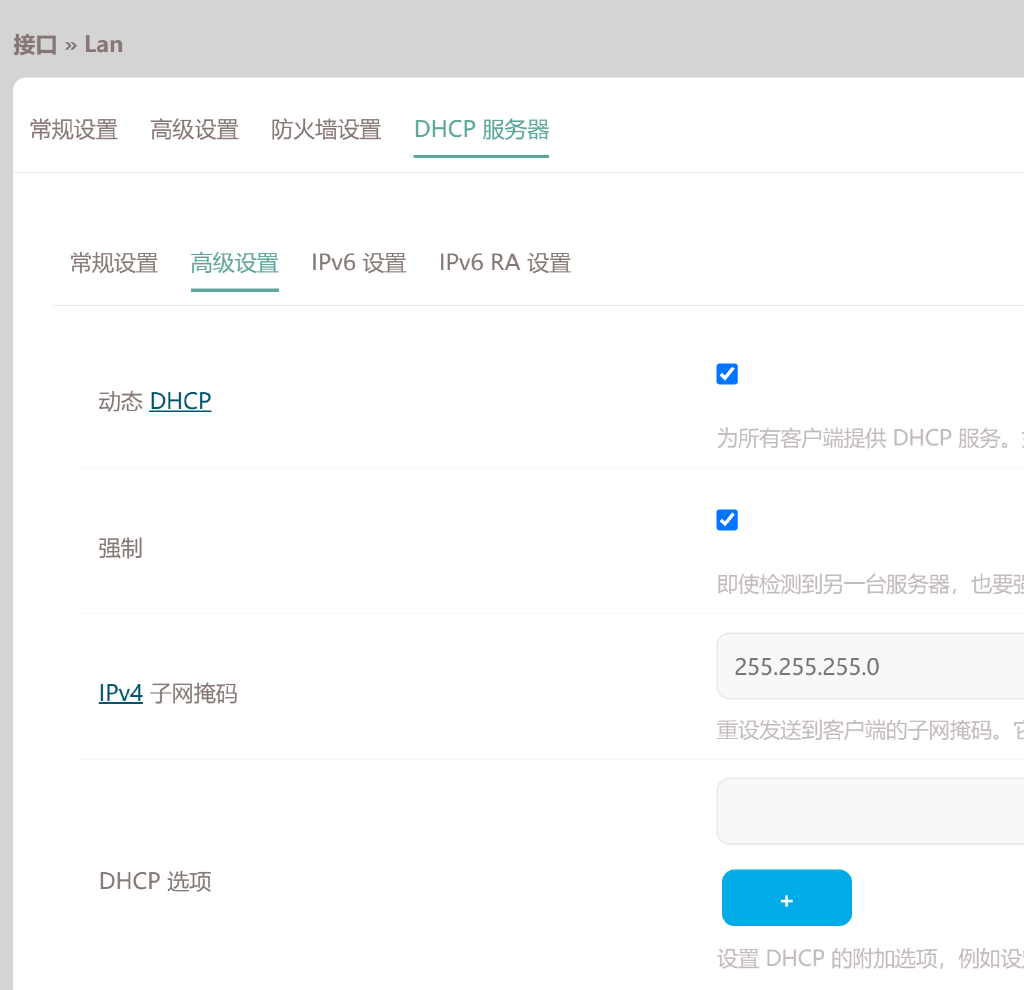 接口 » Lan
常规设置 高级设置 防火墙设置 DHCP 服务器
常规设置 高级设置 IPv6 设置 IPv6 RA 设置
动态 DHCP
为所有客户端提供 DHCP 服务。
强制
即使检测到另一台服务器，也要强
255.255.255.0
IPv4 子网掩码
重设发送到客户端的子网掩码。它
DHCP 选项
+
设置 DHCP 的附加选项，例如设